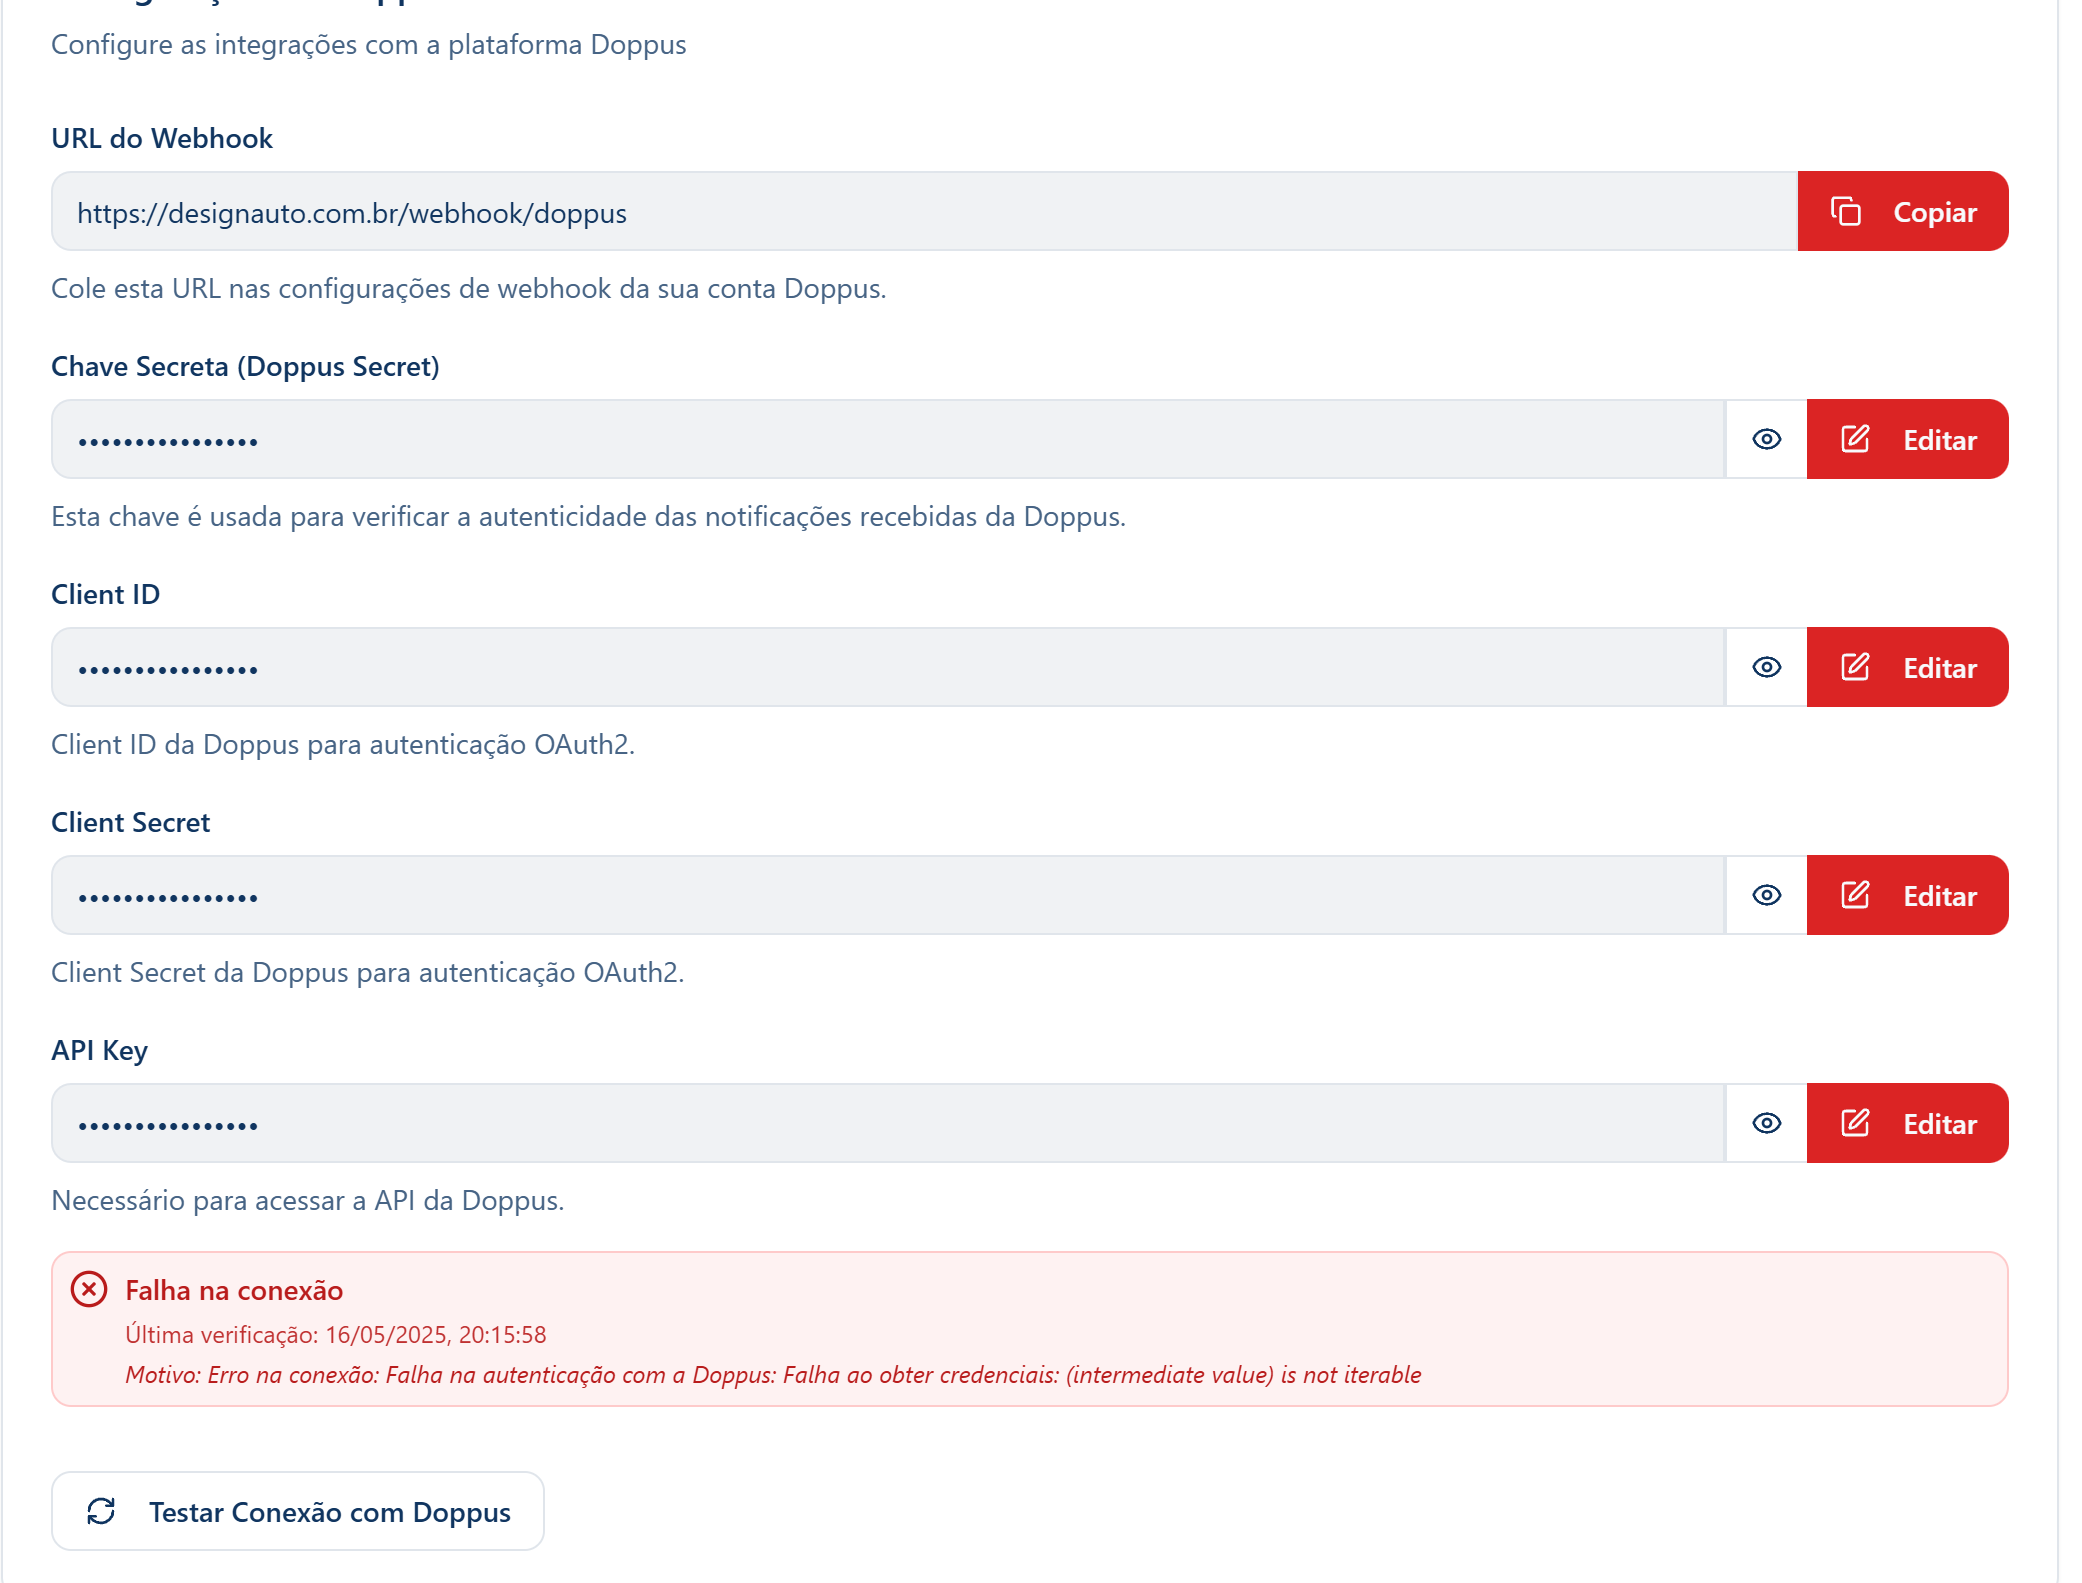 Configure as integrações com a plataforma Doppus
URL do Webhook
https://designauto.com.br/webhook/doppus
Copiar
Cole esta URL nas configurações de webhook da sua conta Doppus.
Chave Secreta (Doppus Secret)
••••••••••••••••
Editar
Esta chave é usada para verificar a autenticidade das notificações recebidas da Doppus.
Client ID
••••••••••••••••
Editar
Client ID da Doppus para autenticação OAuth2.
Client Secret
••••••••••••••••
Editar
Client Secret da Doppus para autenticação OAuth2.
API Key
••••••••••••••••
Editar
Necessário para acessar a API da Doppus.
Falha na conexão
Última verificação: 16/05/2025, 20:15:58
Motivo: Erro na conexão: Falha na autenticação com a Doppus: Falha ao obter credenciais: (intermediate value) is not iterable
Testar Conexão com Doppus